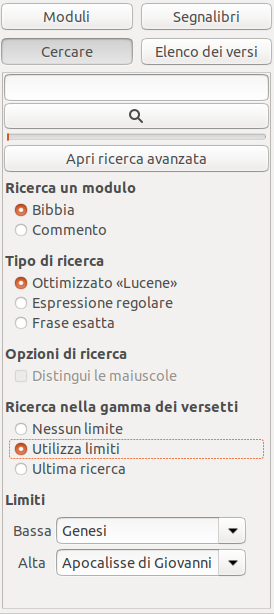 Moduli
Segnalibri
Cercare
Elenco dei versi
Apri ricerca avanzata
Ricerca un modulo
Bibbia
Commento
Tipo di ricerca
Ottimizzato «Lucene»
Espressione regolare
Frase esatta
Opzioni di ricerca
Distingui le maiuscole
Ricerca nella gamma dei versetti
Nessun limite
Utilizza limiti
Ultima ricerca
Limiti
Bassa Genesi
Alta Apocalisse di Giovanni